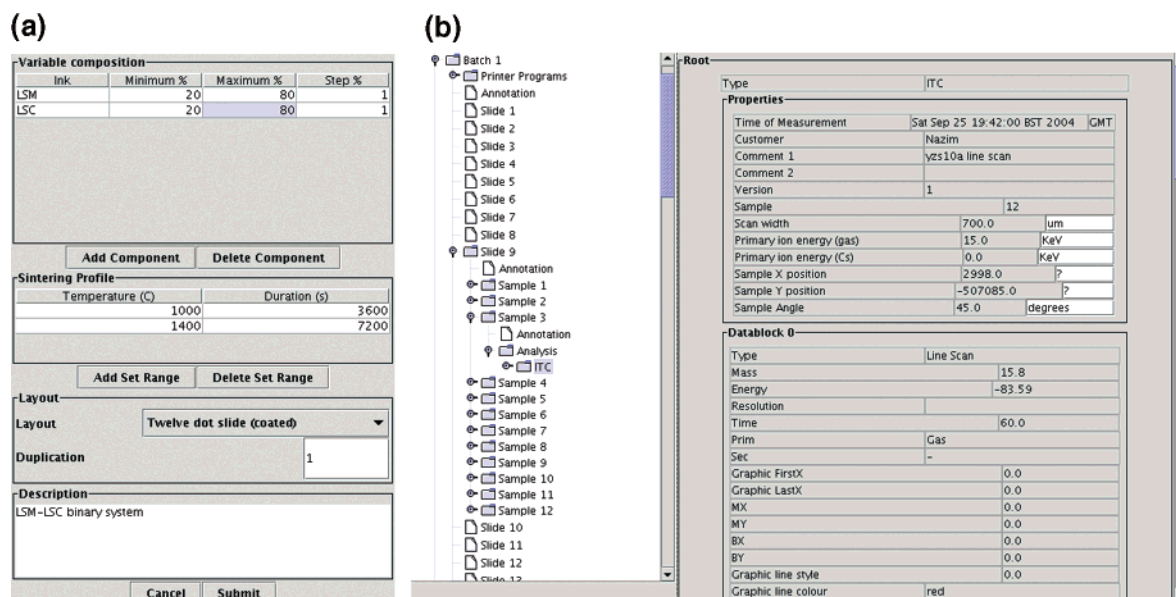 (a)
Variable composition
Ink Minimum % Maximum % Step %
LSM 20 80 1
LSC 20 80 1
Add Component Delete Component
Sintering Profile
Temperature (C) Duration (s)
1000 3600
1400 7200
Add Set Range Delete Set Range
Layout
Layout Twelve dot slide (coated)
Duplication 1
Description
LSM-LSC binary system
Cancel Submit
(b)
Batch 1
Printer Programs
Annotation
Slide 1
Slide 2
Slide 3
Slide 4
Slide 5
Slide 6
Slide 7
Slide 8
Slide 9
Annotation
Sample 1
Sample 2
Sample 3
Annotation
Analysis
ITC
Sample 4
Sample 5
Sample 6
Sample 7
Sample 8
Sample 9
Sample 10
Sample 11
Sample 12
Slide 10
Slide 11
Slide 12
Slide 13
Root
Type ITC
Properties
Time of Measurement Sat Sep 25 19:42:00 BST 2004 GMT
Customer Nazim
Comment 1 yzs10a line scan
Comment 2
Version 1
Sample 12
Scan width 700.0 um
Primary ion energy (gas) 15.0 KeV
Primary ion energy (Cs) 0.0 KeV
Sample X position 2998.0 ?
Sample Y position -507085.0 ?
Sample Angle 45.0 degrees
Datablock 0
Type Line Scan
Mass 15.8
Energy -83.59
Resolution
Time 60.0
Prim Gas
Sec -
Graphic FirstX 0.0
Graphic LastX 0.0
MX 0.0
MY 0.0
BX 0.0
BY 0.0
Graphic line style 0.0
Graphic line colour red